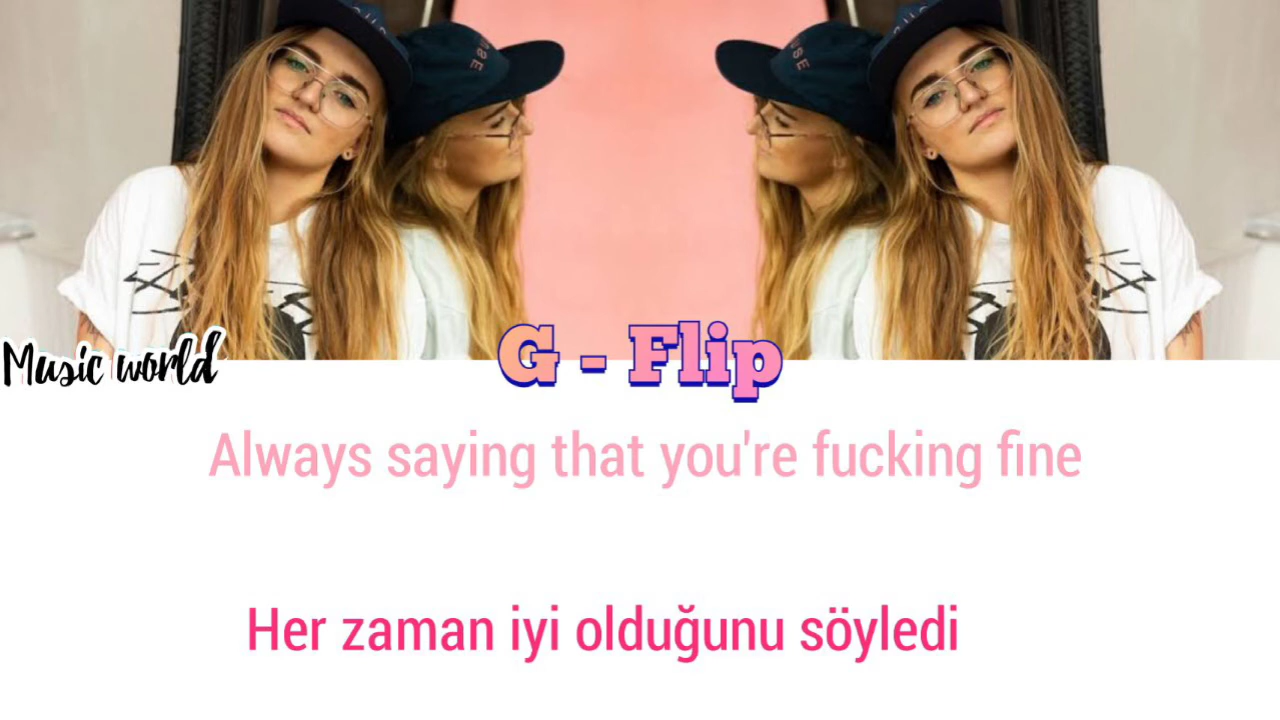 Music world
G - Flip
Always saying that you're fucking fine
Her zaman iyi olduğunu söyledi